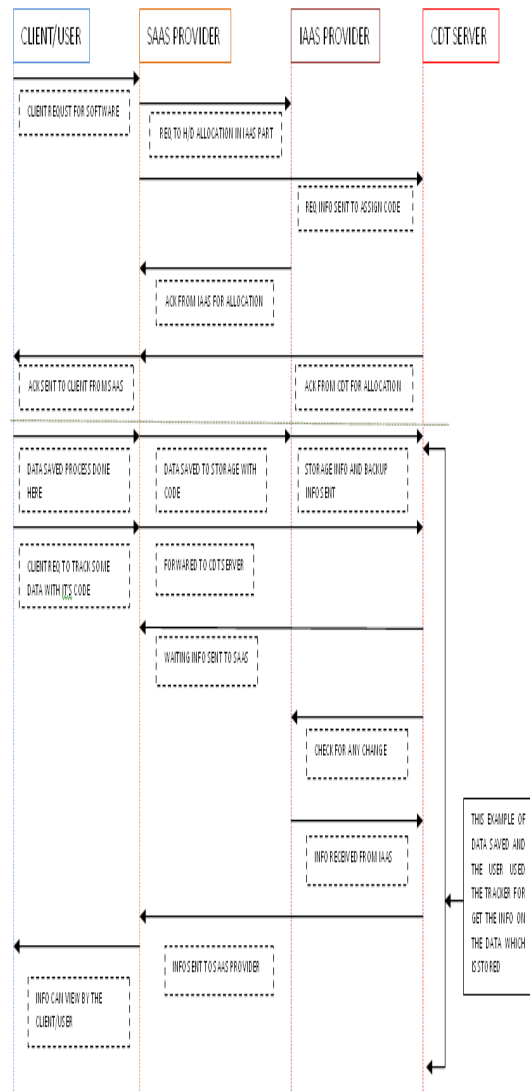 CLIENT/USER
SAAS PROVIDER
IAAS PROVIDER
CDT SERVER
CLIENT REQUST FOR SOFTWARE
REQ TO H/D ALLOCATION IN IAAS PART
REQ INFO SENT TO ASSIGN CODE
ACK FROM IAAS FOR ALLOCATION
ACK SENT TO CLIENT FROM SAAS
ACK FROM CDT FOR ALLOCATION
DATA SAVED PROCESS DONE
HERE
DATA SAVED TO STORAGE WITH
CODE
STORAGE INFO AND BACKUP
INFO SENT
CLIENT REQ TO TRACK SOME
DATA WITH IT'S CODE
FORWARED TO CDT SERVER
WAITING INFO SENT TO SAAS
CHECK FOR ANY CHANGE
INFO RECEIVED FROM IAAS
THIS EXAMPLE OF
DATA SAVED AND
THE USER USED
THE TRACKER FOR
GET THE INFO ON
THE DATA WHICH
IS STORED
INFO SENT TO SAAS PROVIDER
INFO CAN VIEW BY THE
CLIENT/USER